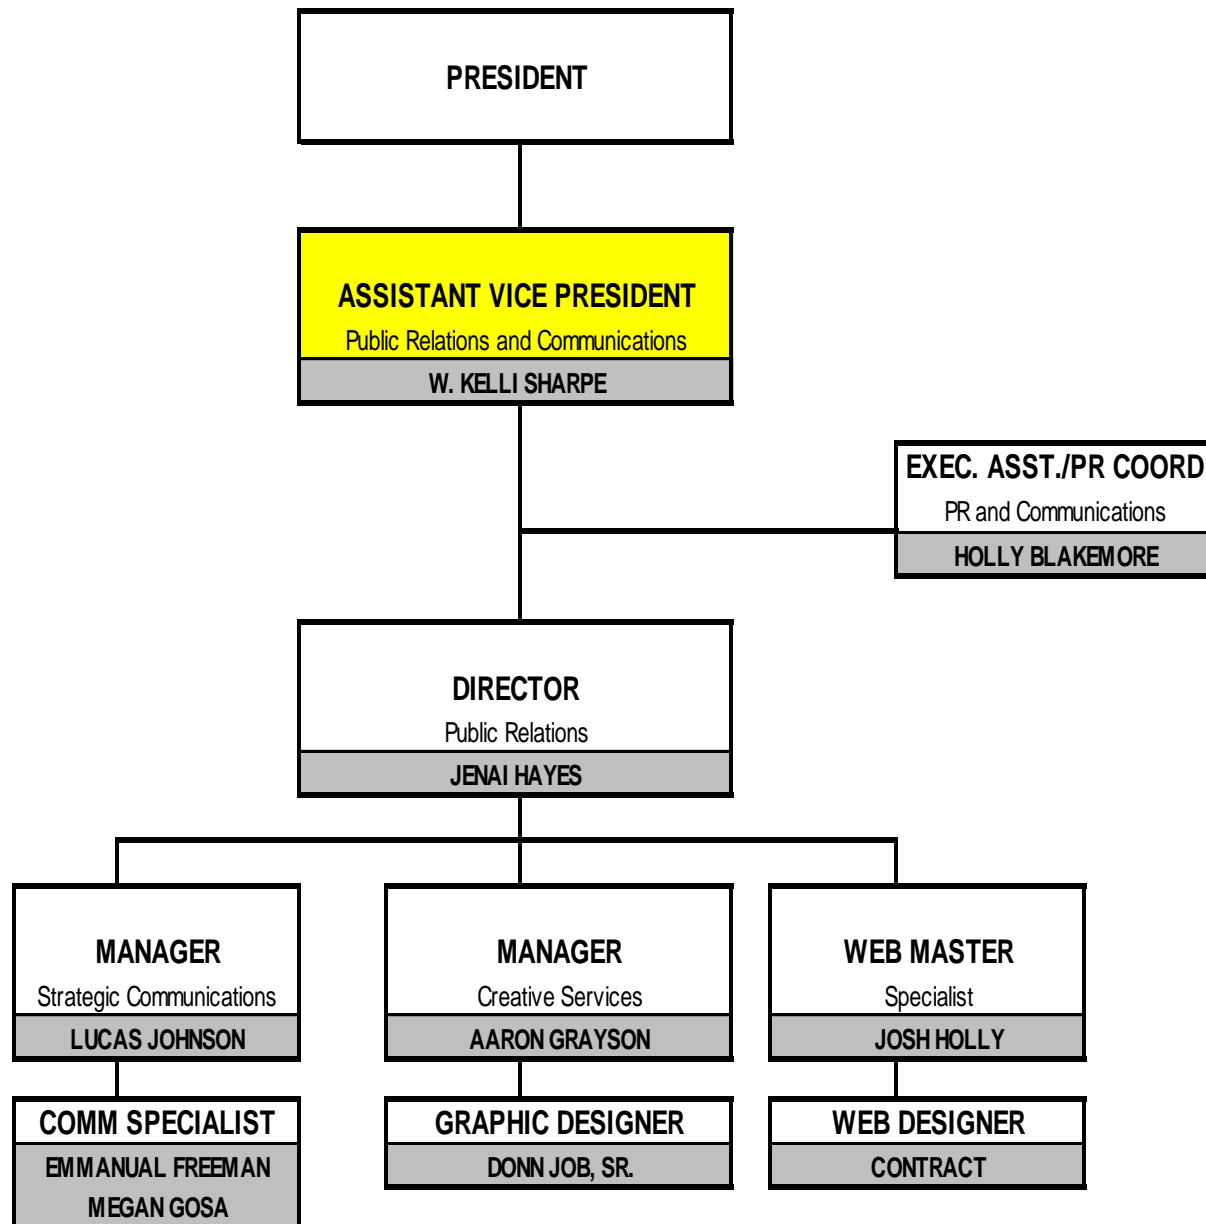 PRESIDENT
ASSISTANT VICE PRESIDENT
Public Relations and Communications
W. KELLI SHARPE
EXEC. ASST./PR COORD
PR and Communications
HOLLY BLAKEMORE
DIRECTOR
Public Relations
JENAI HAYES
MANAGER
Strategic Communications
LUCAS JOHNSON
MANAGER
Creative Services
AARON GRAYSON
WEB MASTER
Specialist
JOSH HOLLY
COMM SPECIALIST
EMMANUAL FREEMAN
MEGAN GOSA
GRAPHIC DESIGNER
DONN JOB, SR.
WEB DESIGNER
CONTRACT